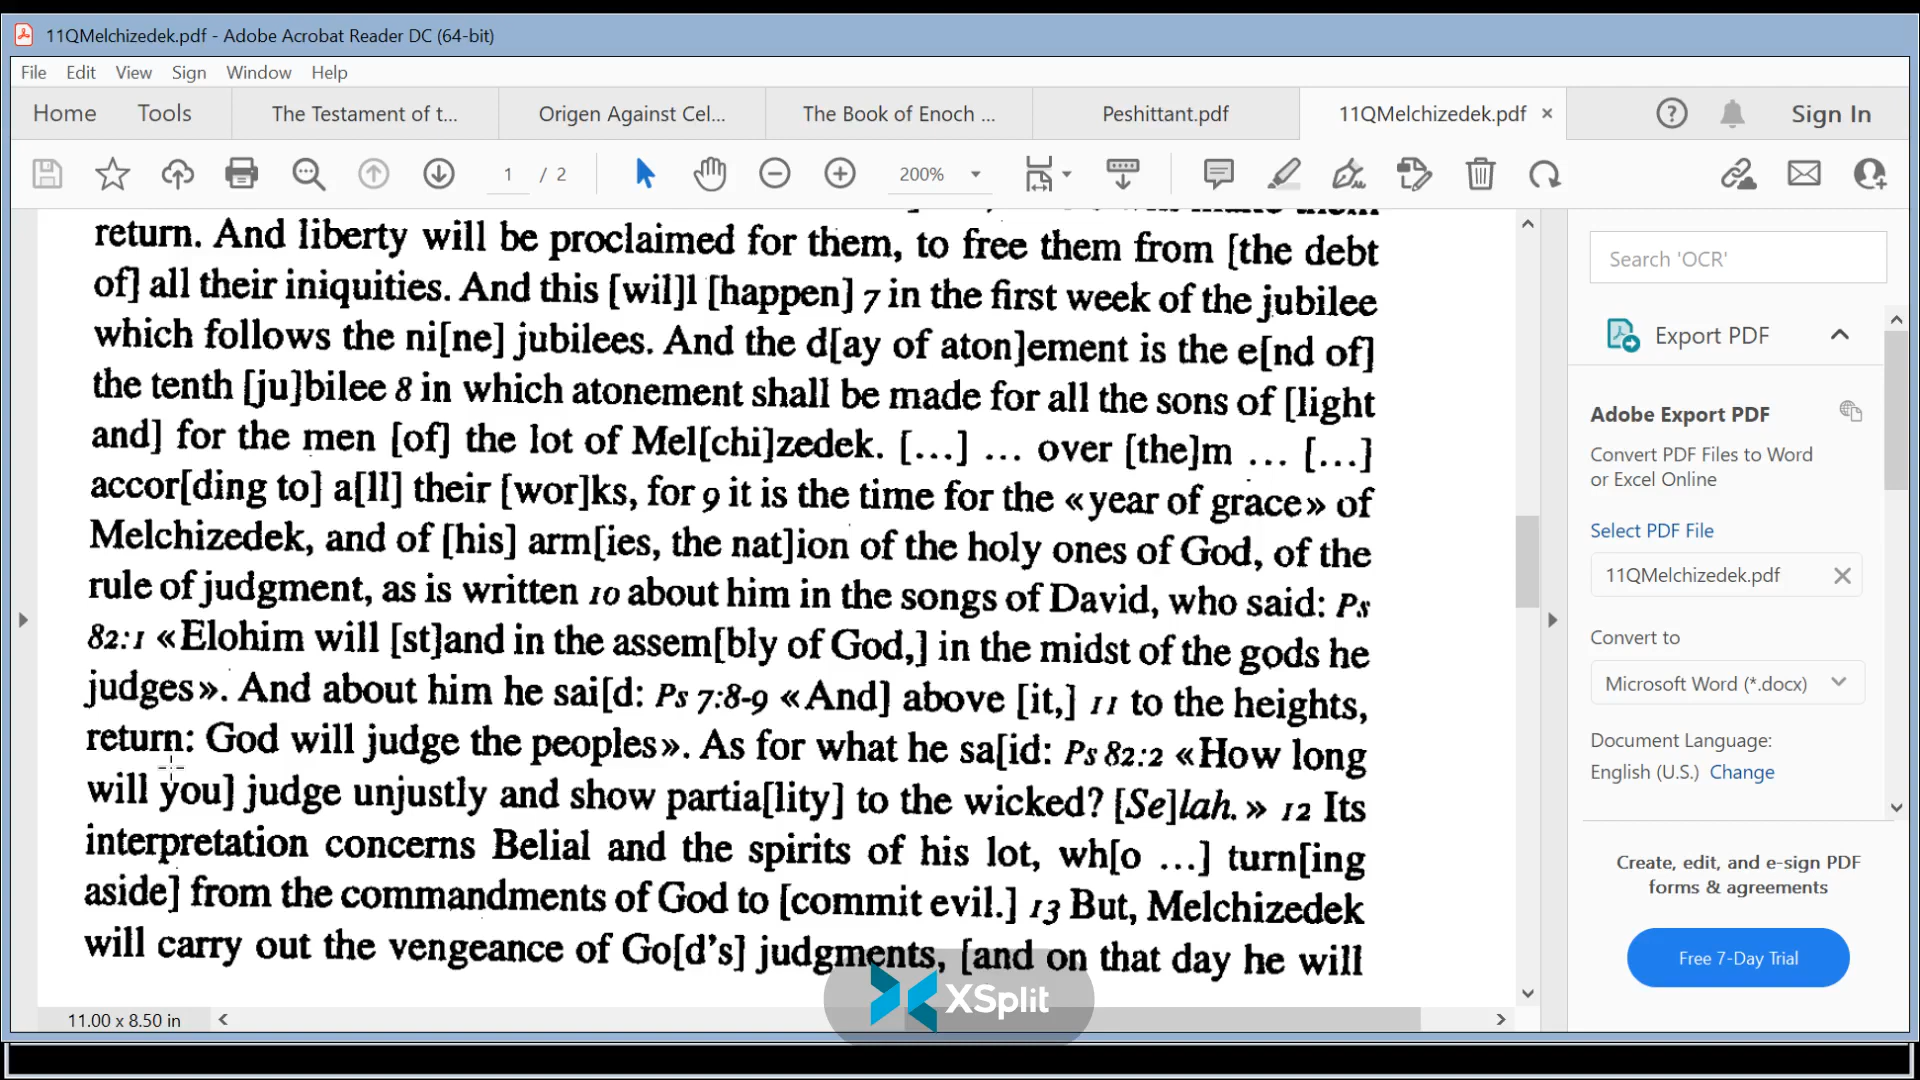 11QMelchizedek.pdf - Adobe Acrobat Reader DC (64-bit)
File Edit View Sign Window Help
Home Tools The Testament of t... Origen Against Cel... The Book of Enoch ... Peshittant.pdf 11QMelchizedek.pdf × Sign In
1 / 2 200%
return. And liberty will be proclaimed for them, to free them from [the debt
of] all their iniquities. And this [wil]l [happen] 7 in the first week of the jubilee
which follows the ni[ne] jubilees. And the d[ay of aton]ement is the e[nd of]
the tenth [ju]bilee 8 in which atonement shall be made for all the sons of [light
and] for the men [of] the lot of Mel[chi]zedek. [...] ... over [the]m ... [...]
accor[ding to] a[ll] their [wor]ks, for 9 it is the time for the «year of grace» of
Melchizedek, and of [his] arm[ies, the nat]ion of the holy ones of God, of the
rule of judgment, as is written 10 about him in the songs of David, who said: Ps
82:1 «Elohim will [st]and in the assem[bly of God,] in the midst of the gods he
judges». And about him he sai[d: Ps 7:8-9 «And] above [it,] 11 to the heights,
return: God will judge the peoples». As for what he sa[id: Ps 82:2 «How long
will you] judge unjustly and show partia[lity] to the wicked? [Se]lah.» 12 Its
interpretation concerns Belial and the spirits of his lot, wh[o ...] turn[ing
aside] from the commandments of God to [commit evil.] 13 But, Melchizedek
will carry out the vengeance of Go[d's] judgments, [and on that day he will
11.00 x 8.50 in
XSplit
Search 'OCR'
Export PDF
Adobe Export PDF
Convert PDF Files to Word
or Excel Online
Select PDF File
11QMelchizedek.pdf
Convert to
Microsoft Word (*.docx)
Document Language:
English (U.S.) Change
Create, edit, and e-sign PDF
forms & agreements
Free 7-Day Trial